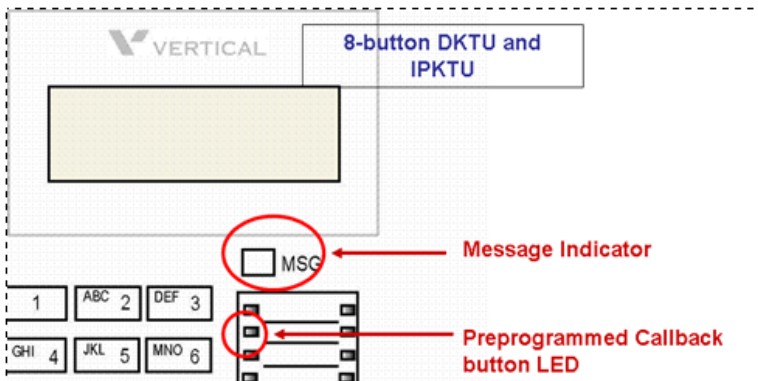 VERTICAL
8-button DKTU and
IPKTU
MSG
Message Indicator
1
ABC 2
DEF 3
Preprogrammed Callback
button LED
GHI 4
JKL 5
MNO 6